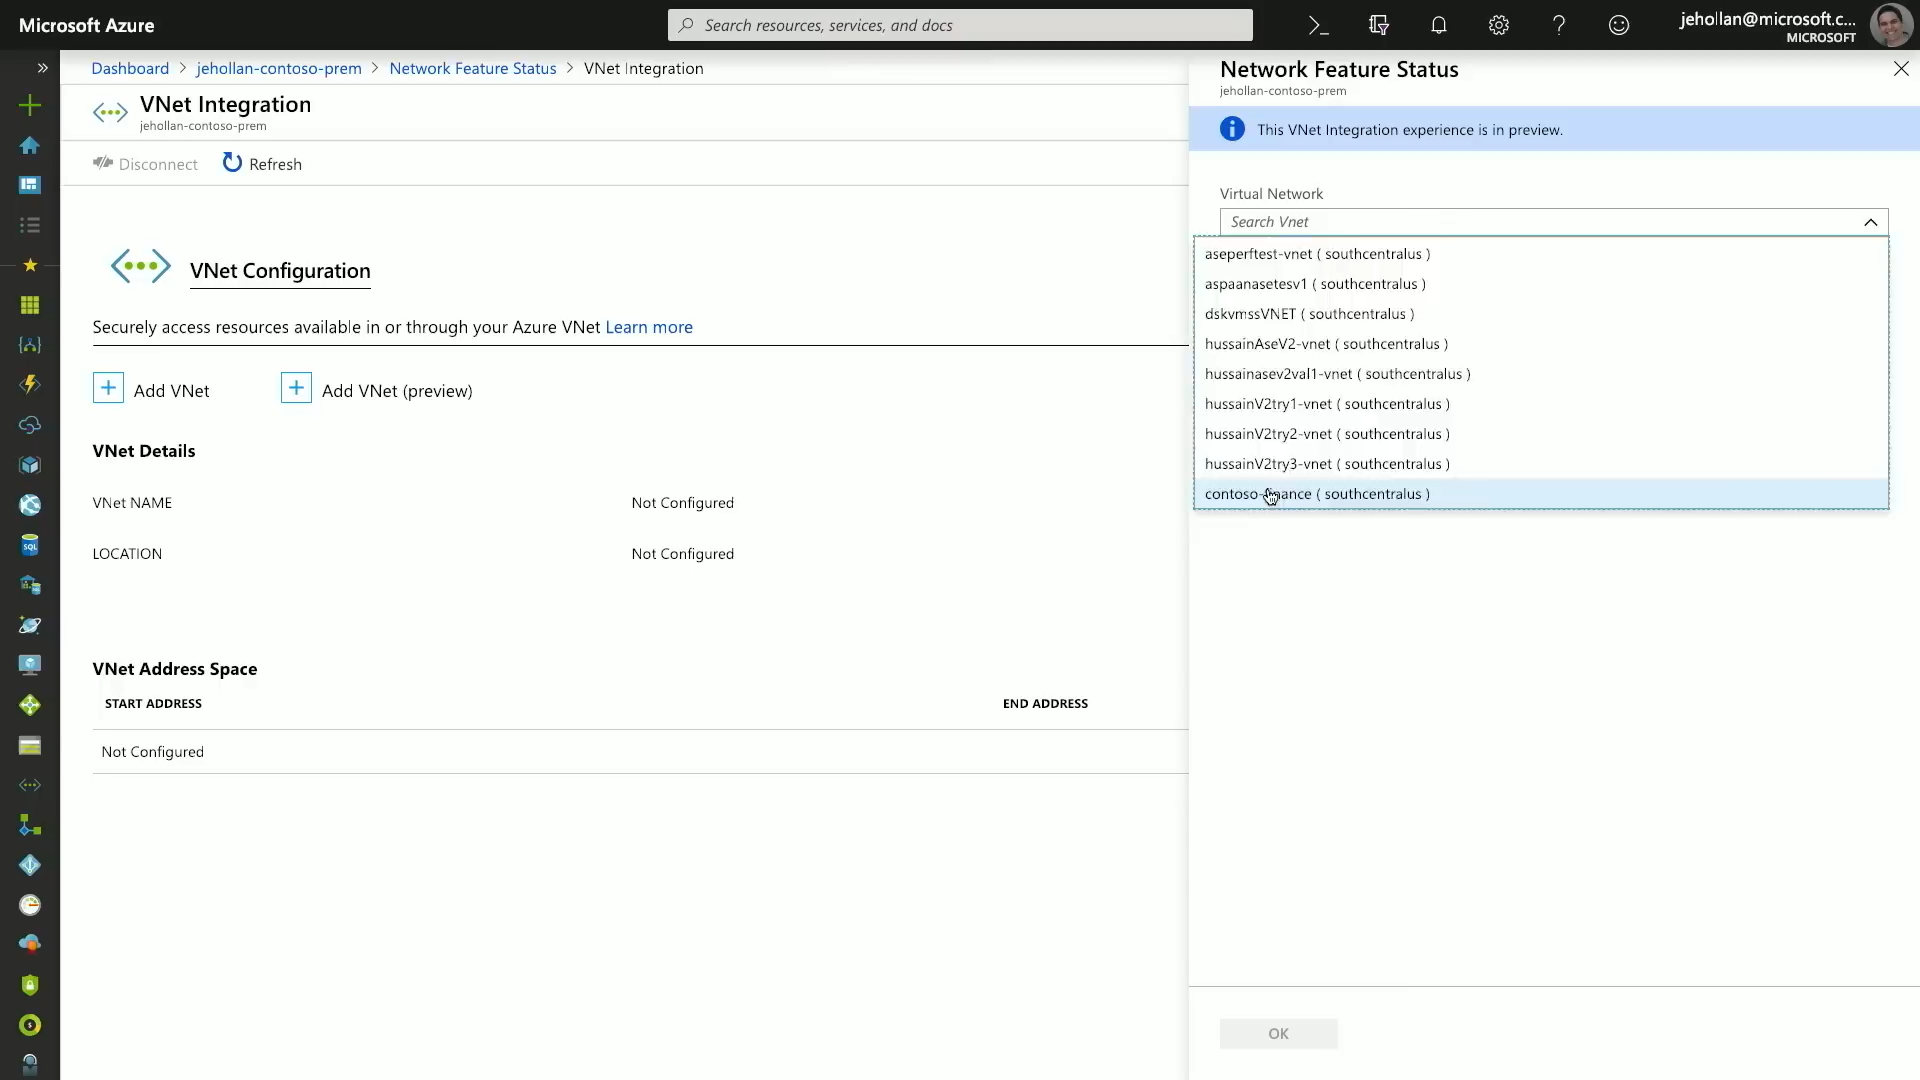 Microsoft Azure
Search resources, services, and docs
jehollan@microsoft.c...
MICROSOFT
Dashboard > jehollan-contoso-prem > Network Feature Status > VNet Integration
VNet Integration
jehollan-contoso-prem
Disconnect
Refresh
VNet Configuration
Securely access resources available in or through your Azure VNet Learn more
Add VNet
Add VNet (preview)
VNet Details
VNet NAME
Not Configured
LOCATION
Not Configured
VNet Address Space
START ADDRESS
END ADDRESS
Not Configured
Network Feature Status
jehollan-contoso-prem
This VNet Integration experience is in preview.
Virtual Network
Search Vnet
aseperftest-vnet ( southcentralus )
aspaanasetesv1 ( southcentralus )
dskvmssVNET ( southcentralus )
hussainAseV2-vnet ( southcentralus )
hussainasev2val1-vnet ( southcentralus )
hussainV2try1-vnet ( southcentralus )
hussainV2try2-vnet ( southcentralus )
hussainV2try3-vnet ( southcentralus )
contoso-finance ( southcentralus )
OK